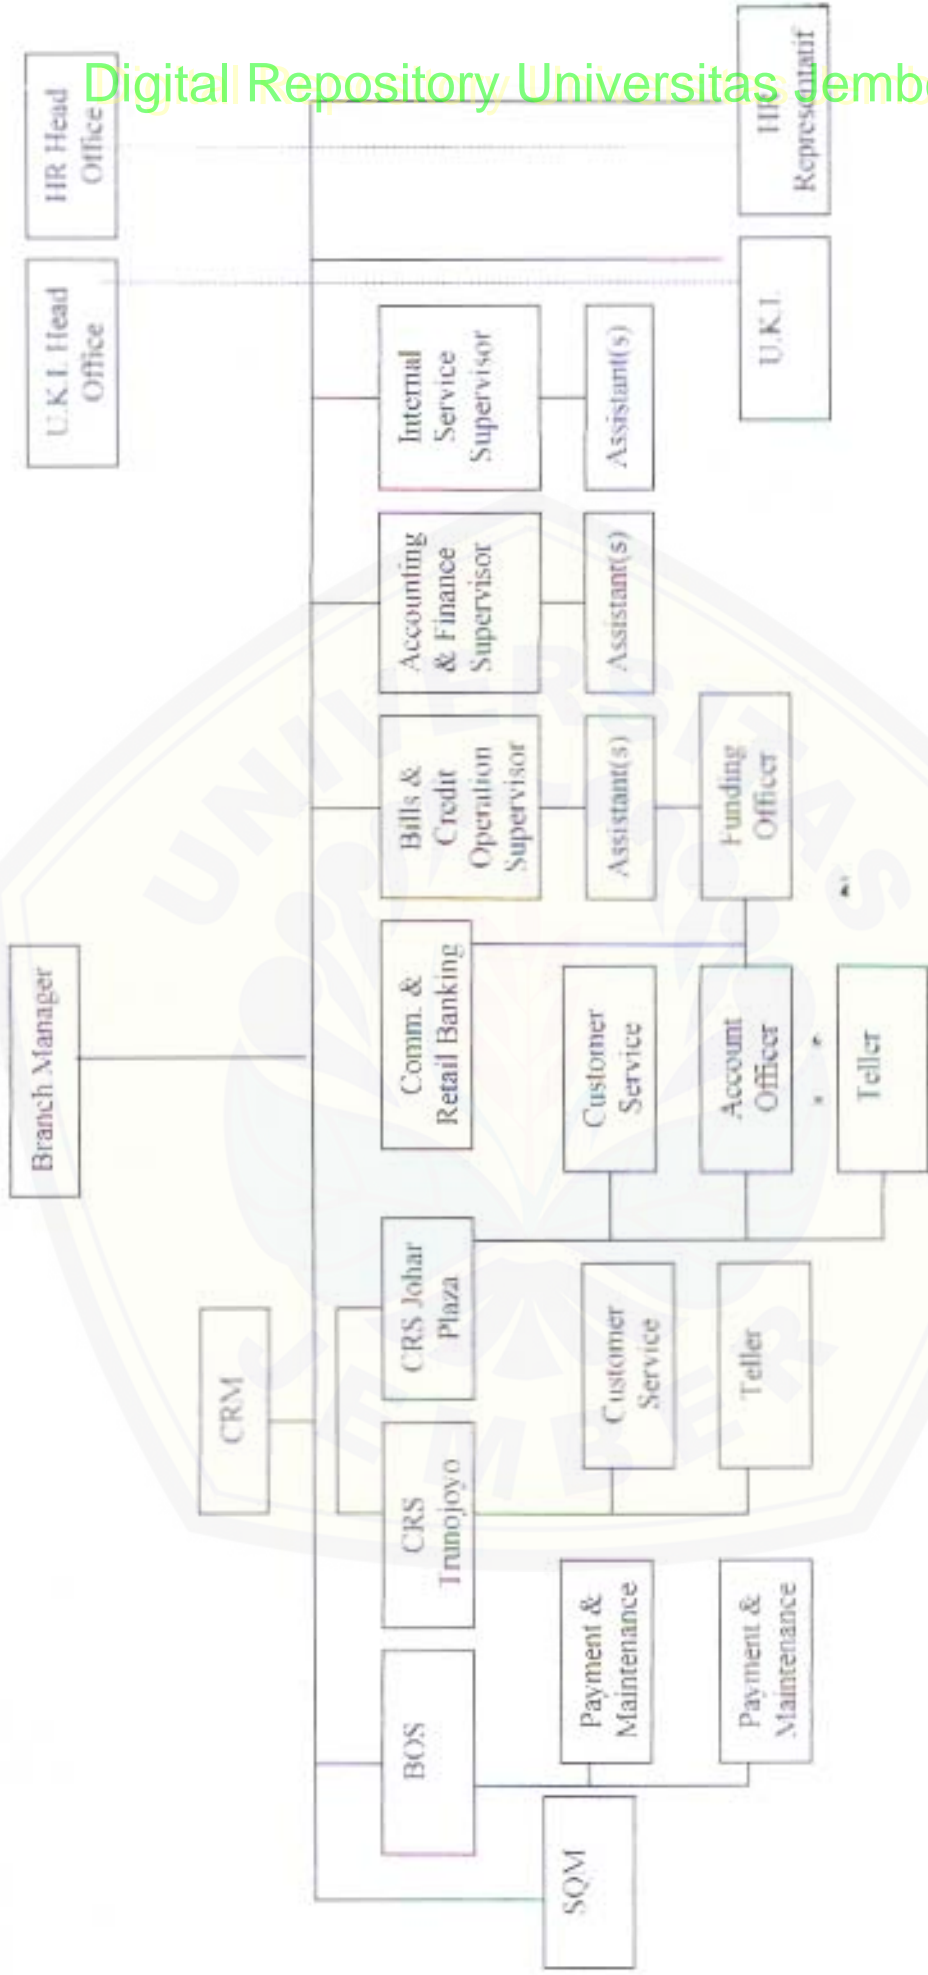 Digital Repository Universitas Jembe
Branch Manager
U.K.I. Head
Office
HR Head
Office
CRM
SQM
BOS
CRS
Trunojoyo
CRS Johar
Plaza
Comm. &
Retail Banking
Bills &
Credit
Operation
Supervisor
Accounting
& Finance
Supervisor
Internal
Service
Supervisor
Payment &
Maintenance
Payment &
Maintenance
Customer
Service
Teller
Customer
Service
Account
Officer
Teller
Assistant(s)
Assistant(s)
Assistant(s)
Funding
Officer
U.K.I.
HR
Representatif
UNIVERSITAS
JEMBER